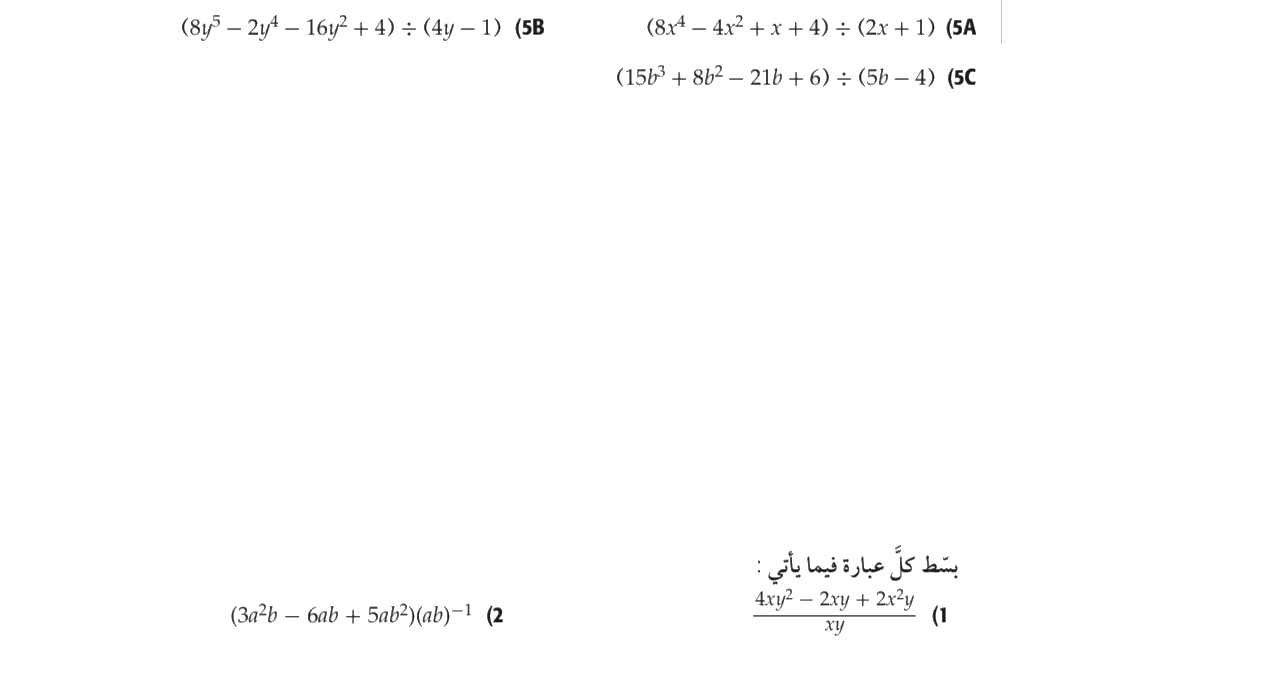 5A) (8x⁴ − 4x² + x + 4) ÷ (2x + 1)
5B) (8y⁵ − 2y⁴ − 16y² + 4) ÷ (4y − 1)
5C) (15b³ + 8b² − 21b + 6) ÷ (5b − 4)
بسّط كلَّ عبارة فيما يأتي :
1) (4xy² − 2xy + 2x²y)/(xy)
2) (3a²b − 6ab + 5ab²)(ab)⁻¹